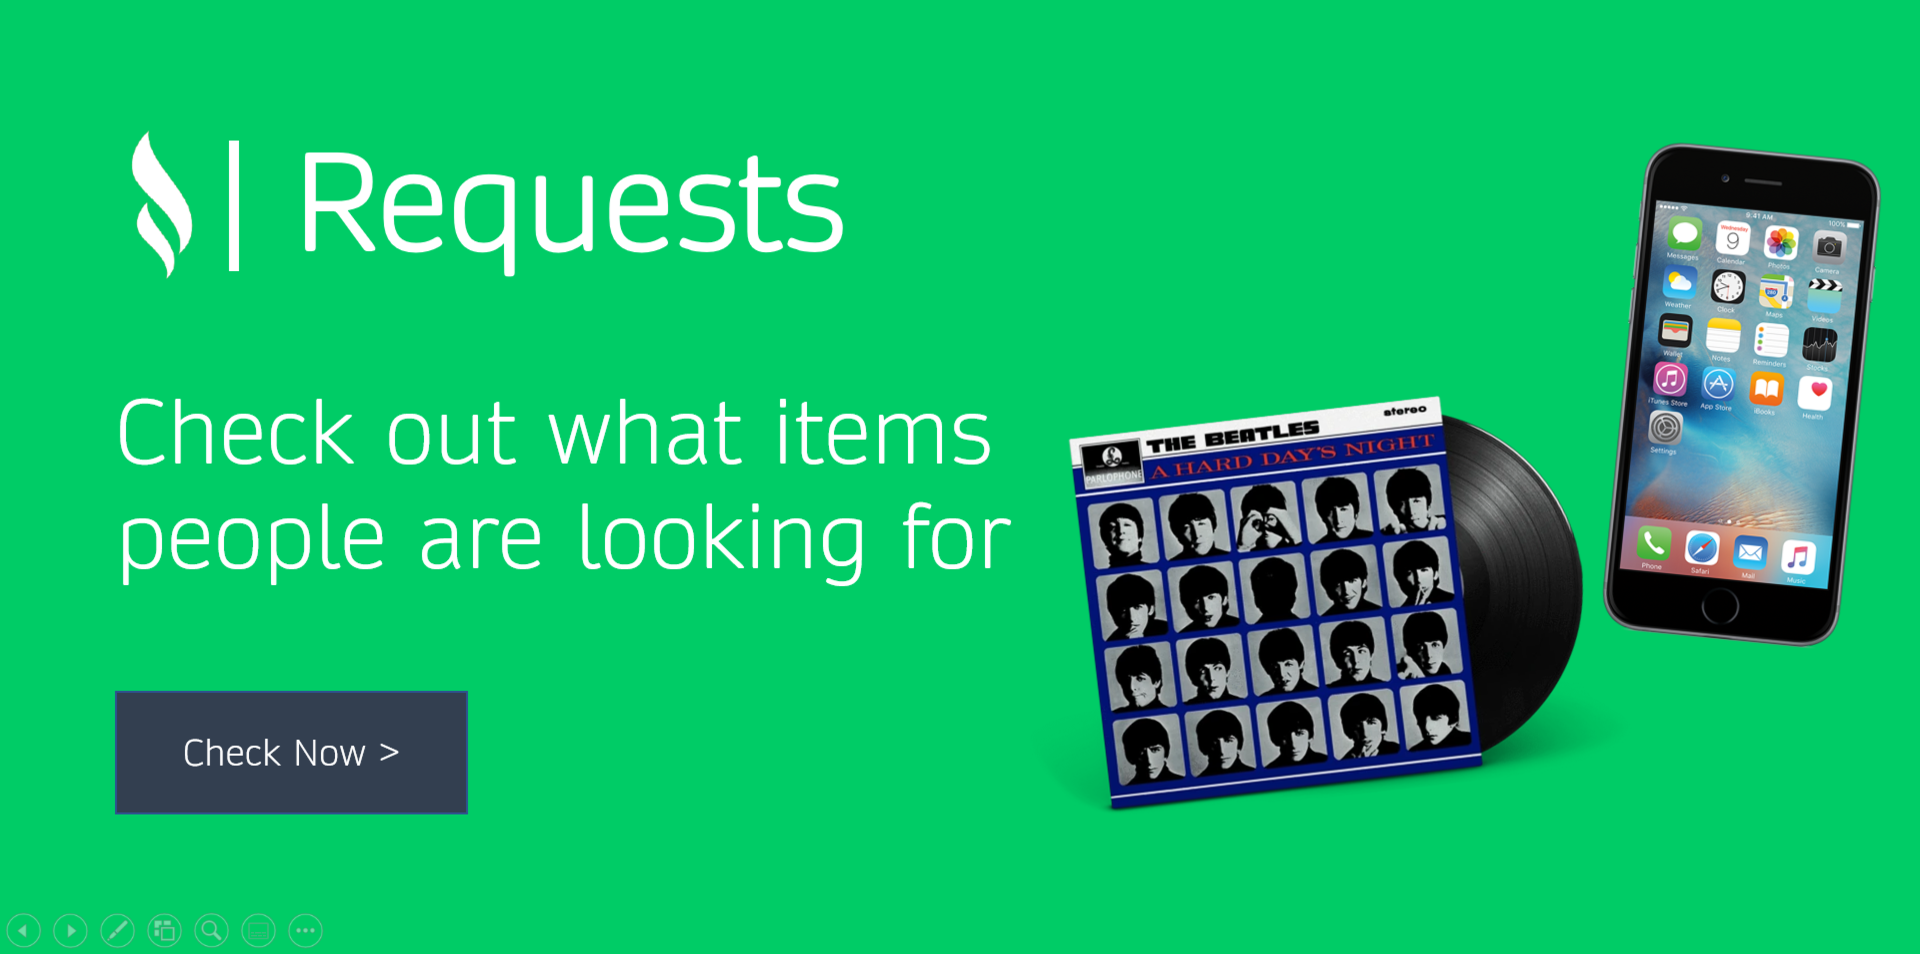 Requests
Check out what items
people are looking for
Check Now >
stereo
THE BEATLES
A HARD DAY'S NIGHT
PARLOPHONE
9:41 AM
100%
Wednesday
9
Messages
Calendar
Photos
Camera
Weather
Clock
Maps
Videos
Wallet
Notes
Reminders
Stocks
iTunes Store
App Store
iBooks
Health
Settings
Phone
Safari
Mail
Music